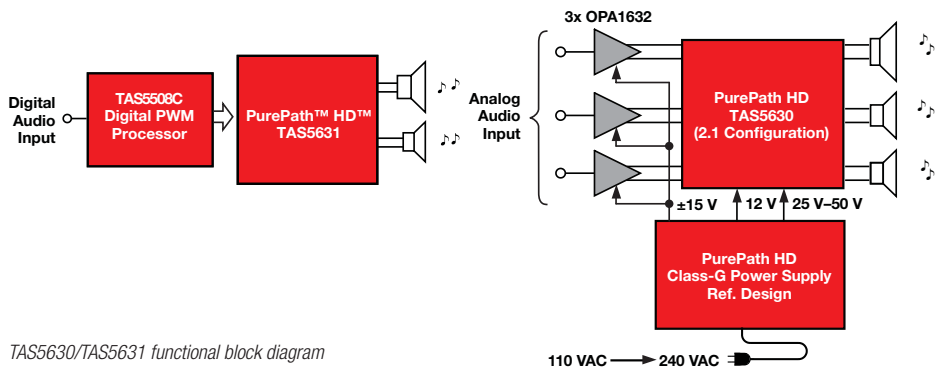 Digital
Audio
Input
TAS5508C
Digital PWM
Processor
PurePath™ HD™
TAS5631
3x OPA1632
Analog
Audio
Input
PurePath HD
TAS5630
(2.1 Configuration)
±15 V
12 V
25 V–50 V
PurePath HD
Class-G Power Supply
Ref. Design
110 VAC
240 VAC
TAS5630/TAS5631 functional block diagram